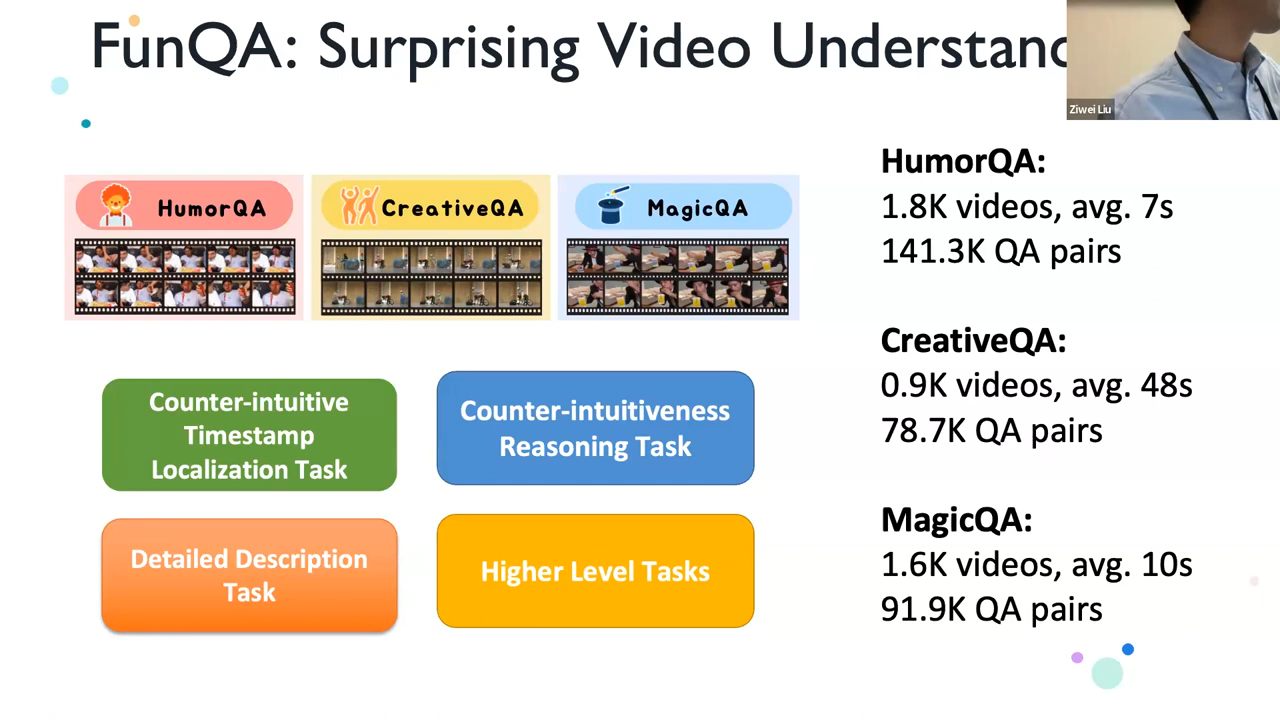 FunQA: Surprising Video Understand
Ziwei Liu
HumorQA
CreativeQA
MagicQA
Counter-intuitive
Timestamp
Localization Task
Counter-intuitiveness
Reasoning Task
Detailed Description
Task
Higher Level Tasks
HumorQA:
1.8K videos, avg. 7s
141.3K QA pairs
CreativeQA:
0.9K videos, avg. 48s
78.7K QA pairs
MagicQA:
1.6K videos, avg. 10s
91.9K QA pairs